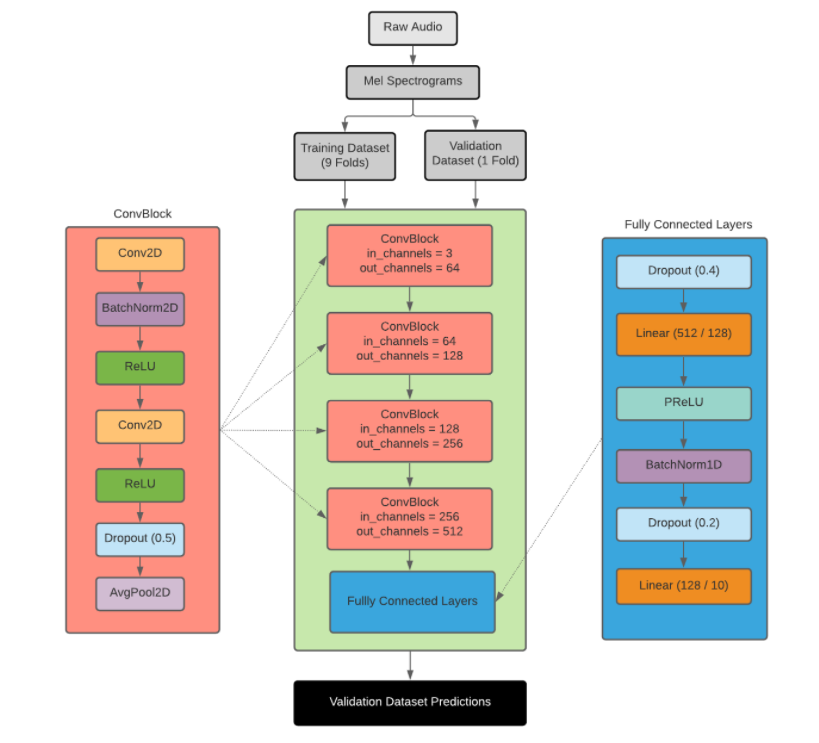 Raw Audio
Mel Spectrograms
Training Dataset
(9 Folds)
Validation
Dataset (1 Fold)
ConvBlock
Conv2D
BatchNorm2D
ReLU
Conv2D
ReLU
Dropout (0.5)
AvgPool2D
ConvBlock
in_channels = 3
out_channels = 64
ConvBlock
in_channels = 64
out_channels = 128
ConvBlock
in_channels = 128
out_channels = 256
ConvBlock
in_channels = 256
out_channels = 512
Fullly Connected Layers
Fully Connected Layers
Dropout (0.4)
Linear (512 / 128)
PReLU
BatchNorm1D
Dropout (0.2)
Linear (128 / 10)
Validation Dataset Predictions